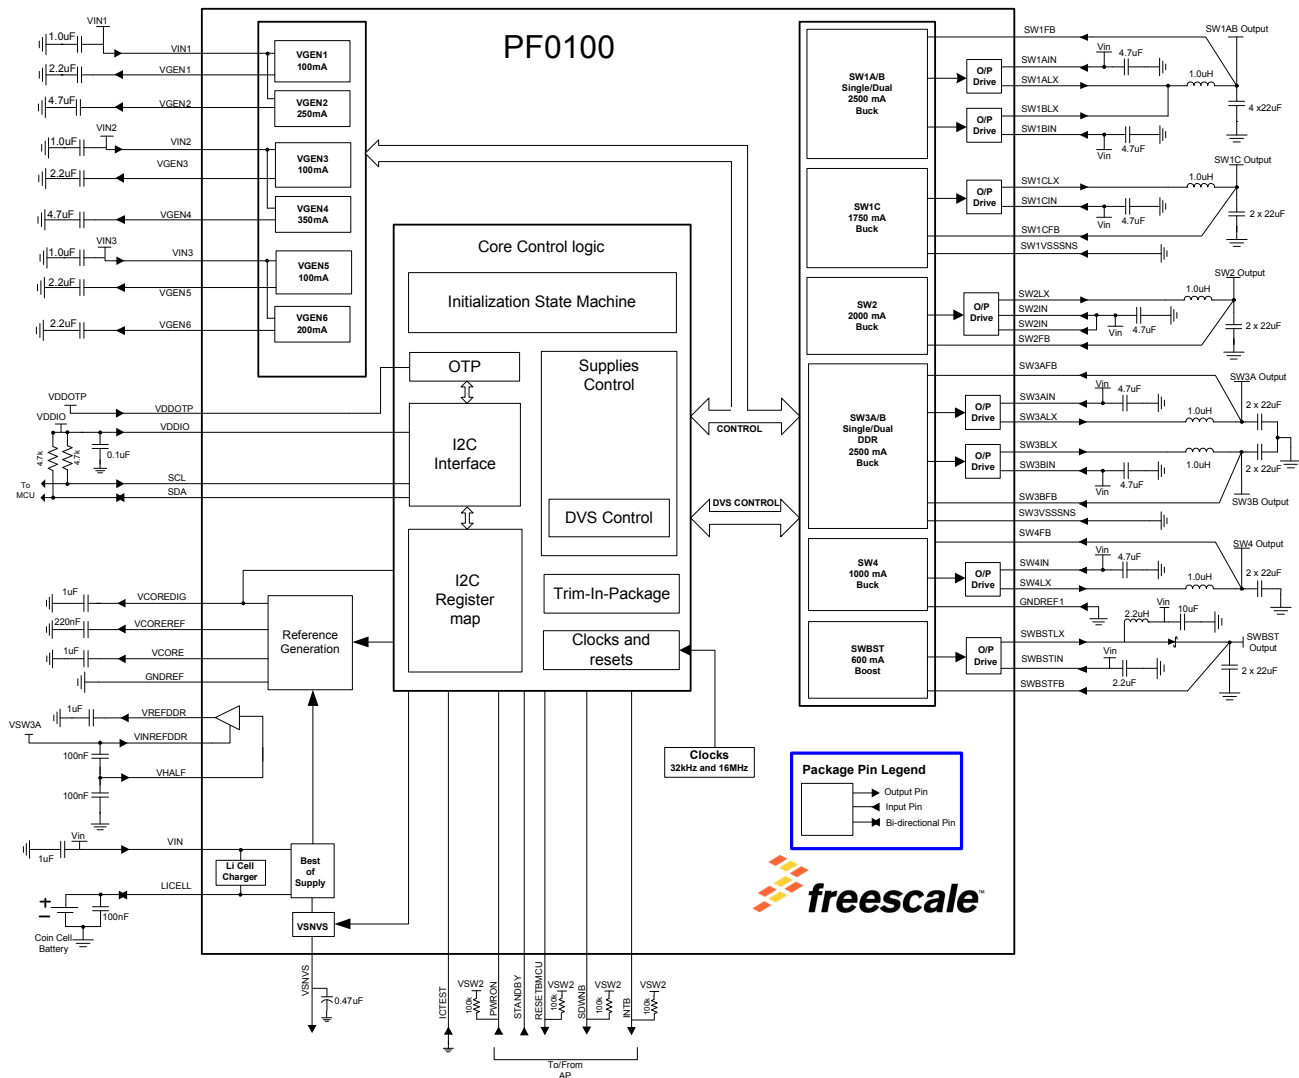 PF0100
VIN1
1.0uF
VIN1
2.2uF
VGEN1
4.7uF
VGEN2
VIN2
1.0uF
VIN2
VGEN3
2.2uF
4.7uF
VGEN4
VIN3
1.0uF
VIN3
2.2uF
VGEN5
2.2uF
VGEN6
VGEN1
100mA
VGEN2
250mA
VGEN3
100mA
VGEN4
350mA
VGEN5
100mA
VGEN6
200mA
VDDOTP
VDDOTP
VDDIO
VDDIO
4.7k
4.7k
0.1uF
To
MCU
SCL
SDA
1uF
VCOREDIG
220nF
VCOREREF
1uF
VCORE
GNDREF
Reference
Generation
1uF
VREFDDR
VSW3A
VINREFDDR
100nF
VHALF
100nF
Vin
VIN
1uF
Li Cell
Charger
Best
of
Supply
LICELL
100nF
Coin Cell
Battery
VSNVS
VSNVS
0.47uF
Core Control logic
Initialization State Machine
OTP
I2C
Interface
I2C
Register
map
Supplies
Control
DVS Control
Trim-In-Package
Clocks and
resets
Clocks
32kHz and 16MHz
CONTROL
DVS CONTROL
ICTEST
VSW2
100k
PWRON
STANDBY
RESETBMCU
VSW2
100k
SDWNB
VSW2
100k
INTB
VSW2
100k
To/From
AP
SW1A/B
Single/Dual
2500 mA
Buck
O/P
Drive
O/P
Drive
SW1FB
SW1AIN
Vin
4.7uF
SW1ALX
SW1BLX
SW1BIN
Vin
4.7uF
1.0uH
SW1AB Output
4 x22uF
SW1C
1750 mA
Buck
O/P
Drive
SW1CLX
SW1CIN
SW1CFB
SW1VSSSNS
Vin
4.7uF
1.0uH
SW1C Output
2 x 22uF
SW2
2000 mA
Buck
O/P
Drive
SW2LX
SW2IN
SW2IN
SW2FB
Vin
4.7uF
1.0uH
SW2 Output
2 x 22uF
SW3A/B
Single/Dual
DDR
2500 mA
Buck
O/P
Drive
O/P
Drive
SW3AFB
SW3AIN
SW3ALX
SW3BLX
SW3BIN
SW3BFB
SW3VSSSNS
Vin
4.7uF
1.0uH
1.0uH
Vin
4.7uF
SW3A Output
2 x 22uF
2 x 22uF
SW3B Output
SW4
1000 mA
Buck
O/P
Drive
SW4FB
SW4IN
SW4LX
GNDREF1
Vin
4.7uF
1.0uH
SW4 Output
2 x 22uF
SWBST
600 mA
Boost
O/P
Drive
SWBSTLX
SWBSTIN
SWBSTFB
2.2uH
Vin
10uF
Vin
2.2uF
SWBST
Output
2 x 22uF
Package Pin Legend
Output Pin
Input Pin
Bi-directional Pin
freescale™